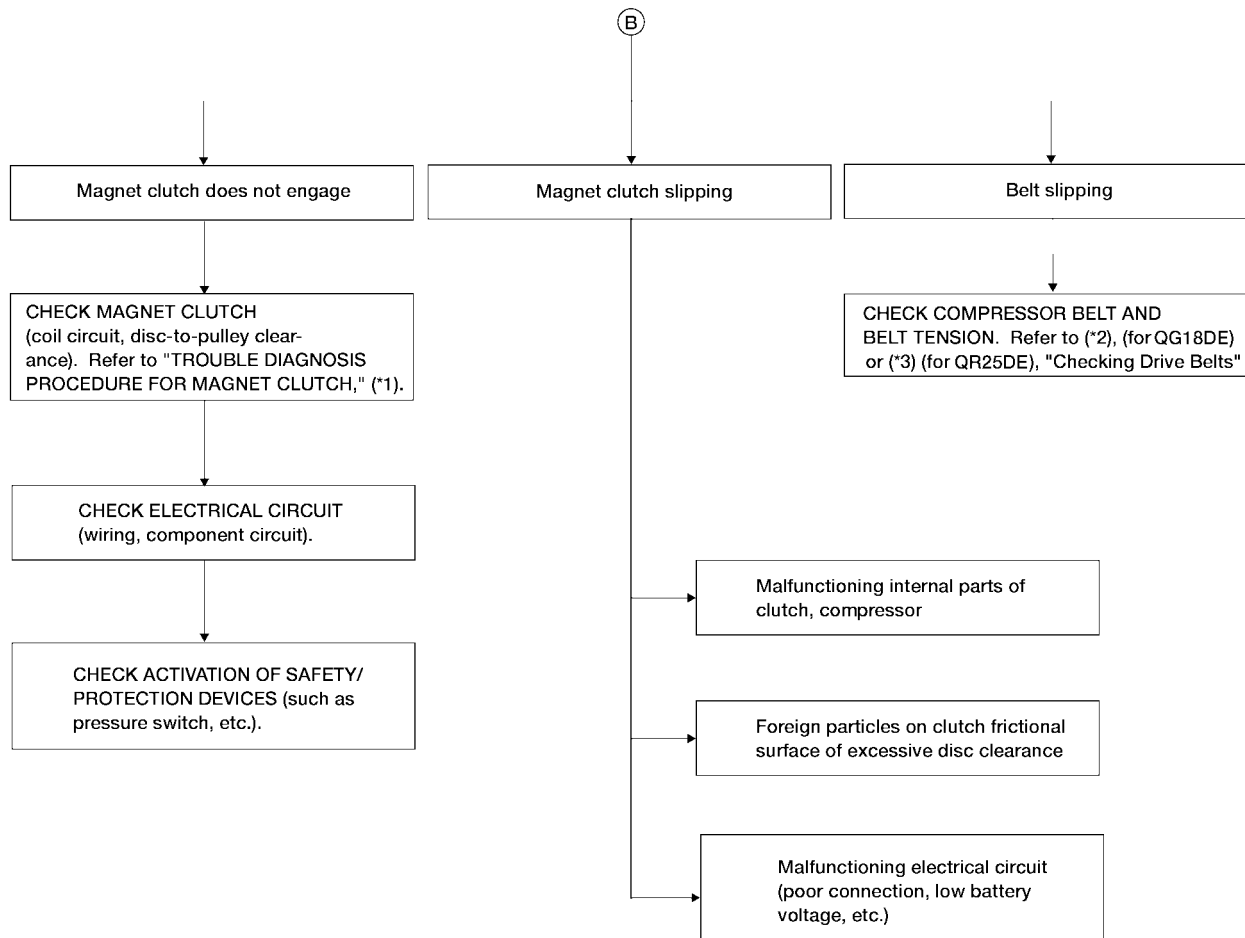 B
Magnet clutch does not engage
Magnet clutch slipping
Belt slipping
CHECK MAGNET CLUTCH
(coil circuit, disc-to-pulley clear-
ance). Refer to "TROUBLE DIAGNOSIS
PROCEDURE FOR MAGNET CLUTCH," (*1).
CHECK COMPRESSOR BELT AND
BELT TENSION. Refer to (*2), (for QG18DE)
or (*3) (for QR25DE), "Checking Drive Belts"
CHECK ELECTRICAL CIRCUIT
(wiring, component circuit).
CHECK ACTIVATION OF SAFETY/
PROTECTION DEVICES (such as
pressure switch, etc.).
Malfunctioning internal parts of
clutch, compressor
Foreign particles on clutch frictional
surface of excessive disc clearance
Malfunctioning electrical circuit
(poor connection, low battery
voltage, etc.)